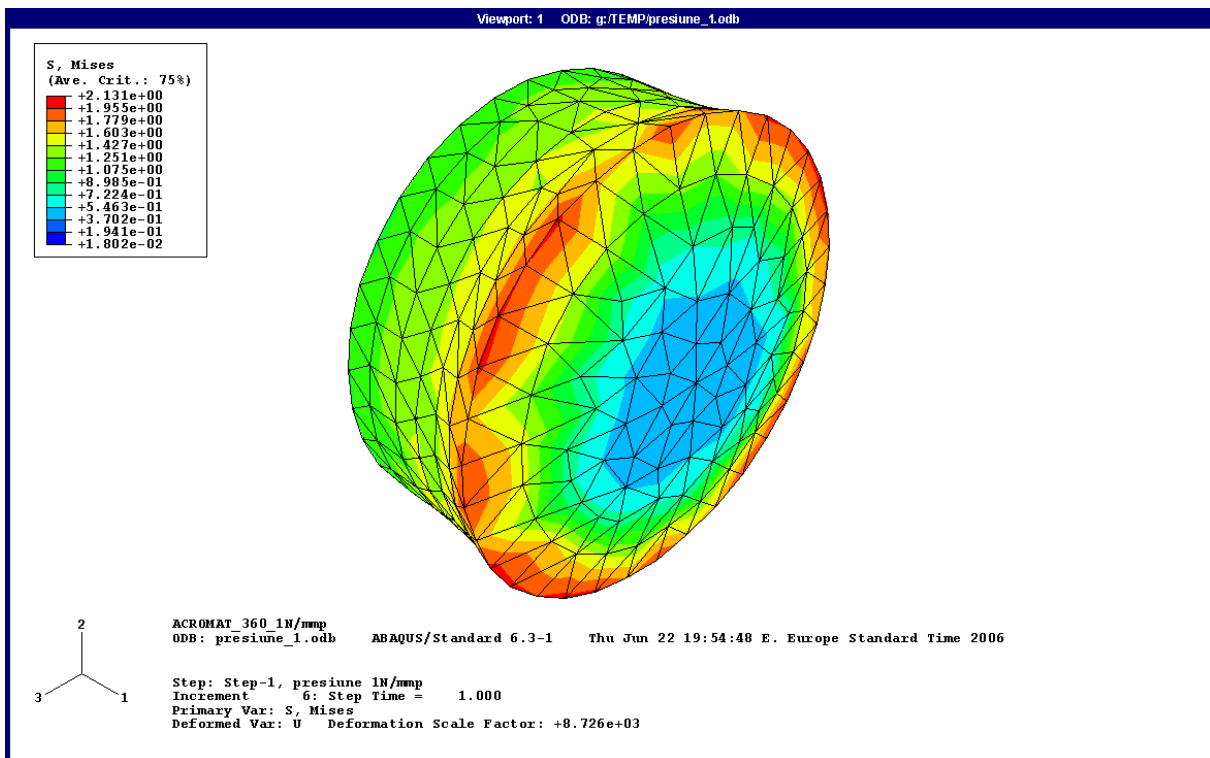 Viewport: 1 ODB: g:/TEMP/presiune_1.odb
S, Mises
(Ave. Crit.: 75%)
+2.131e+00
+1.955e+00
+1.779e+00
+1.603e+00
+1.427e+00
+1.251e+00
+1.075e+00
+8.985e-01
+7.224e-01
+5.463e-01
+3.702e-01
+1.941e-01
+1.802e-02
2
3
1
ACROMAT_360_1N/mmp
ODB: presiune_1.odb ABAQUS/Standard 6.3-1 Thu Jun 22 19:54:48 E. Europe Standard Time 2006
Step: Step-1, presiune 1N/mmp
Increment 6: Step Time = 1.000
Primary Var: S, Mises
Deformed Var: U Deformation Scale Factor: +8.726e+03